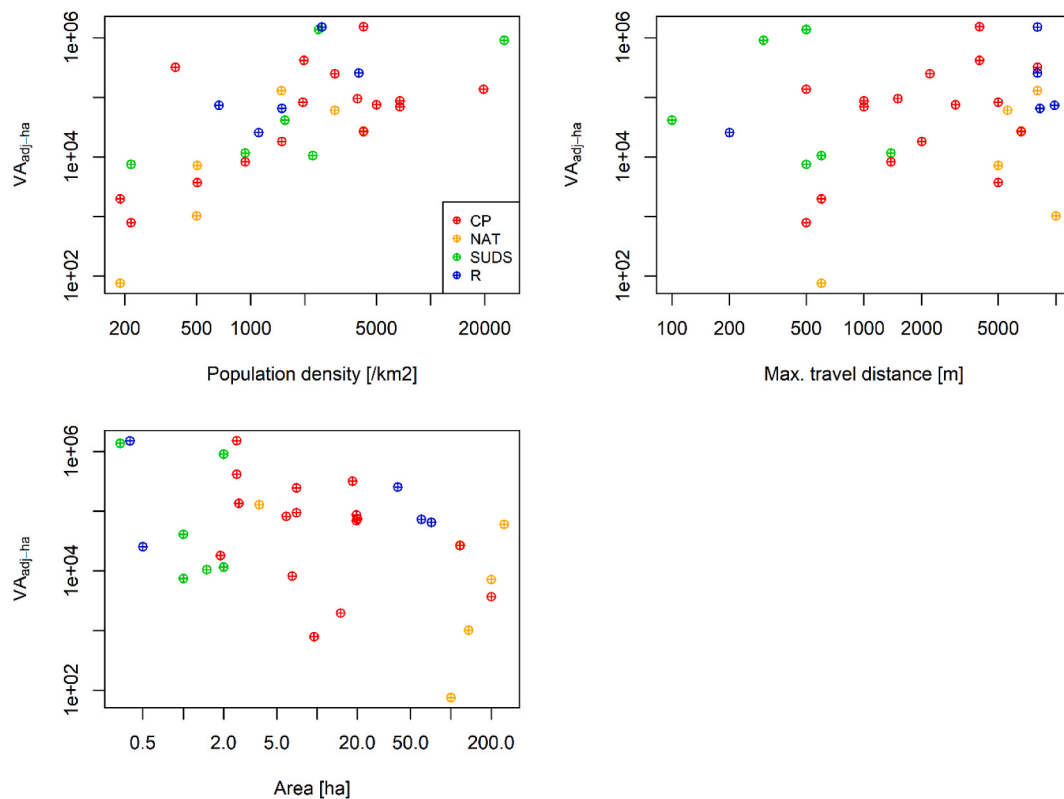 1e+06
1e+04
1e+02
VAadj−ha
200 500 1000 5000 20000
Population density [/km2]
CP
NAT
SUDS
R
1e+06
1e+04
1e+02
VAadj−ha
100 200 500 1000 2000 5000
Max. travel distance [m]
1e+06
1e+04
1e+02
VAadj−ha
0.5 2.0 5.0 20.0 50.0 200.0
Area [ha]